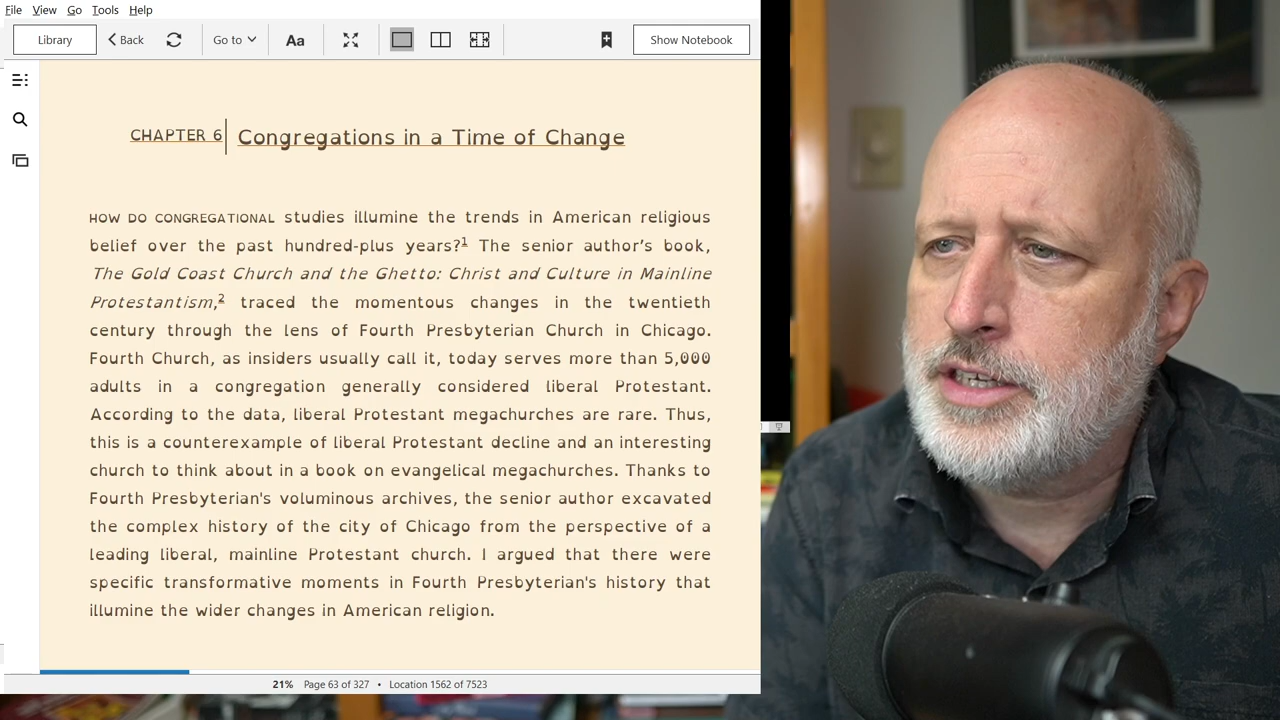 File View Go Tools Help
Library Back Go to Aa Show Notebook
CHAPTER 6 Congregations in a Time of Change
HOW DO CONGREGATIONAL studies illumine the trends in American religious
belief over the past hundred-plus years?1 The senior author’s book,
The Gold Coast Church and the Ghetto: Christ and Culture in Mainline
Protestantism,2 traced the momentous changes in the twentieth
century through the lens of Fourth Presbyterian Church in Chicago.
Fourth Church, as insiders usually call it, today serves more than 5,000
adults in a congregation generally considered liberal Protestant.
According to the data, liberal Protestant megachurches are rare. Thus,
this is a counterexample of liberal Protestant decline and an interesting
church to think about in a book on evangelical megachurches. Thanks to
Fourth Presbyterian's voluminous archives, the senior author excavated
the complex history of the city of Chicago from the perspective of a
leading liberal, mainline Protestant church. I argued that there were
specific transformative moments in Fourth Presbyterian's history that
illumine the wider changes in American religion.
21% Page 63 of 327 • Location 1562 of 7523